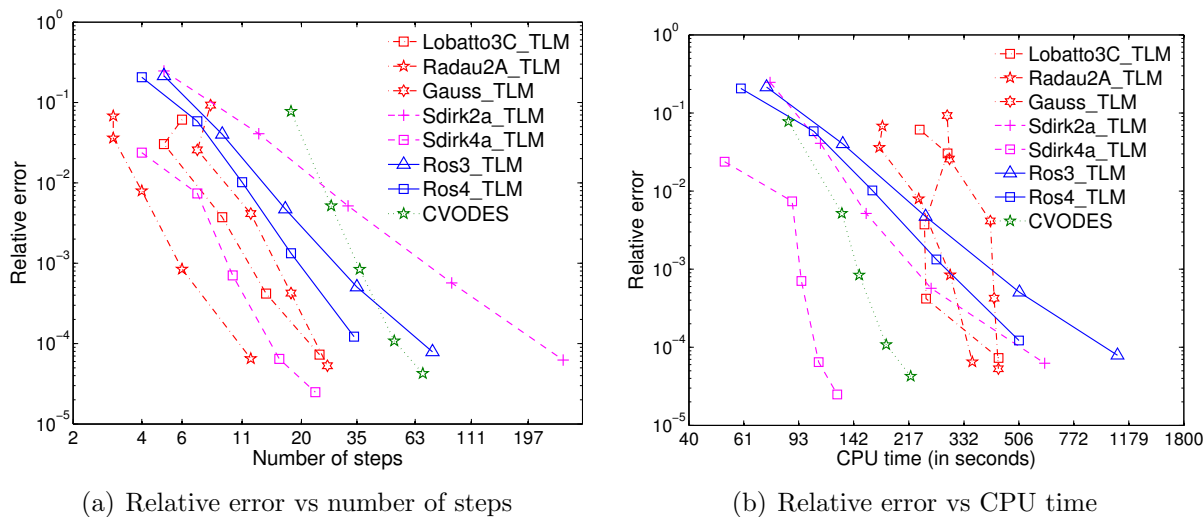 10^0
10^-1
10^-2
10^-3
10^-4
10^-5
Relative error
2 4 6 11 20 35 63 111 197
Number of steps
Lobatto3C_TLM
Radau2A_TLM
Gauss_TLM
Sdirk2a_TLM
Sdirk4a_TLM
Ros3_TLM
Ros4_TLM
CVODES
(a) Relative error vs number of steps
10^0
10^-1
10^-2
10^-3
10^-4
10^-5
Relative error
40 61 93 142 217 332 506 772 1179 1800
CPU time (in seconds)
Lobatto3C_TLM
Radau2A_TLM
Gauss_TLM
Sdirk2a_TLM
Sdirk4a_TLM
Ros3_TLM
Ros4_TLM
CVODES
(b) Relative error vs CPU time